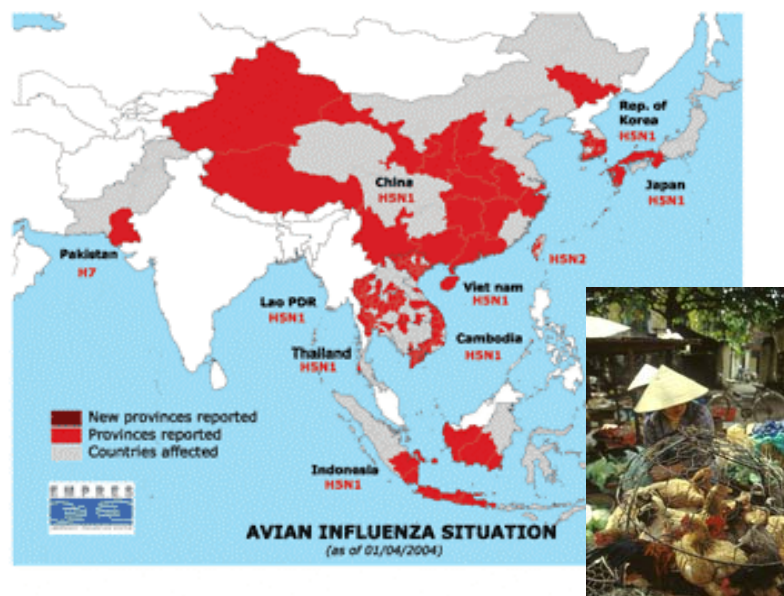 Rep. of
Korea
H5N1
China
H5N1
Japan
H5N1
Pakistan
H7
H5N2
Viet nam
H5N1
Lao PDR
H5N1
Cambodia
H5N1
Thailand
H5N1
New provinces reported
Provinces reported
Countries affected
Indonesia
H5N1
EMPRES
AVIAN INFLUENZA SITUATION
(as of 01/04/2004)